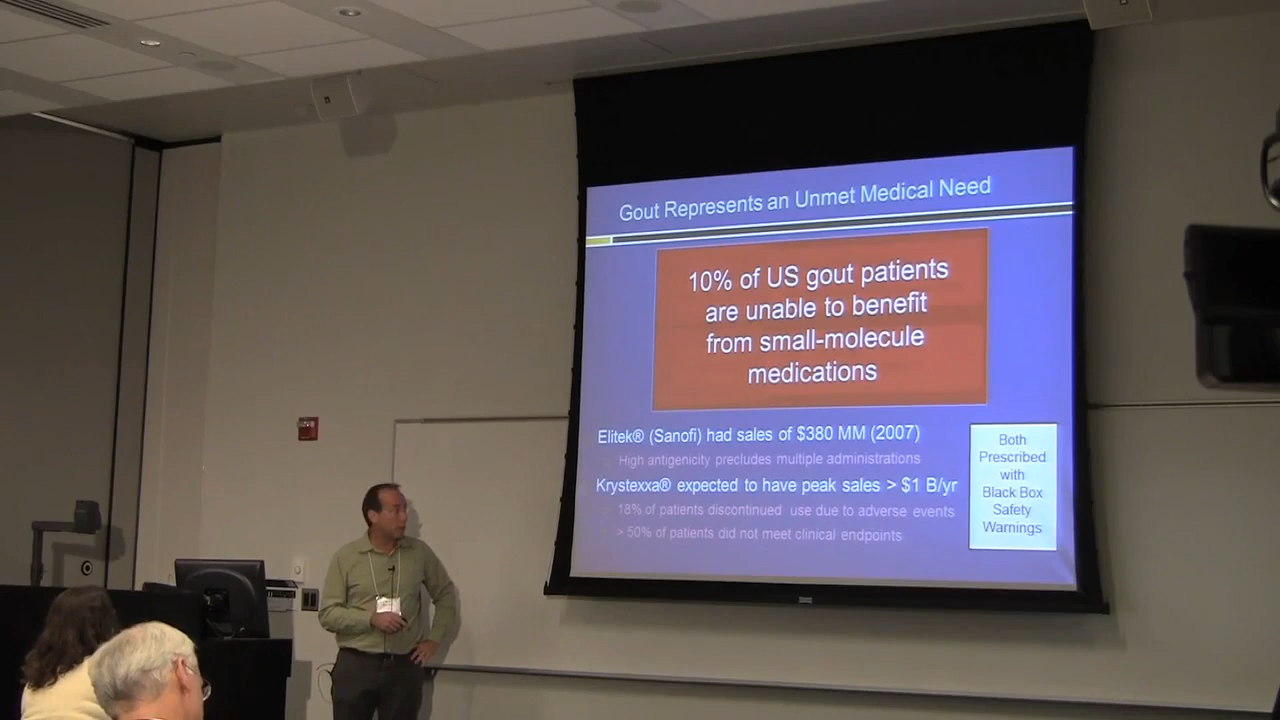 Gout Represents an Unmet Medical Need
10% of US gout patients
are unable to benefit
from small-molecule
medications
Elitek® (Sanofi) had sales of $380 MM (2007)
High antigenicity precludes multiple administrations
Krystexxa® expected to have peak sales > $1 B/yr
18% of patients discontinued use due to adverse events
> 50% of patients did not meet clinical endpoints
Both
Prescribed
with
Black Box
Safety
Warnings